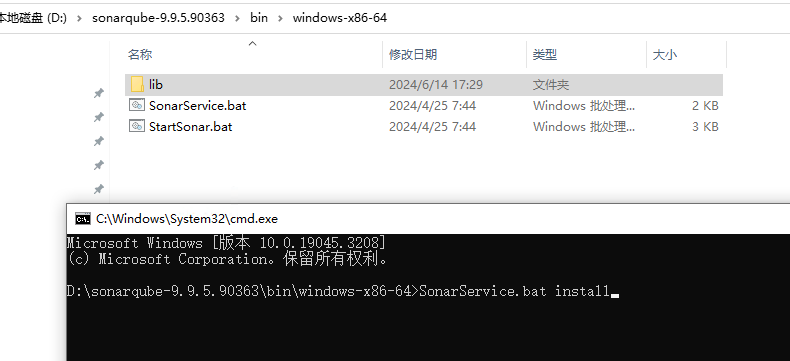 本地磁盘 (D:) › sonarqube-9.9.5.90363 › bin › windows-x86-64
名称 修改日期 类型 大小
lib 2024/6/14 17:29 文件夹
SonarService.bat 2024/4/25 7:44 Windows 批处理... 2 KB
StartSonar.bat 2024/4/25 7:44 Windows 批处理... 3 KB
C:\Windows\System32\cmd.exe
Microsoft Windows [版本 10.0.19045.3208]
(c) Microsoft Corporation。保留所有权利。
D:\sonarqube-9.9.5.90363\bin\windows-x86-64>SonarService.bat install